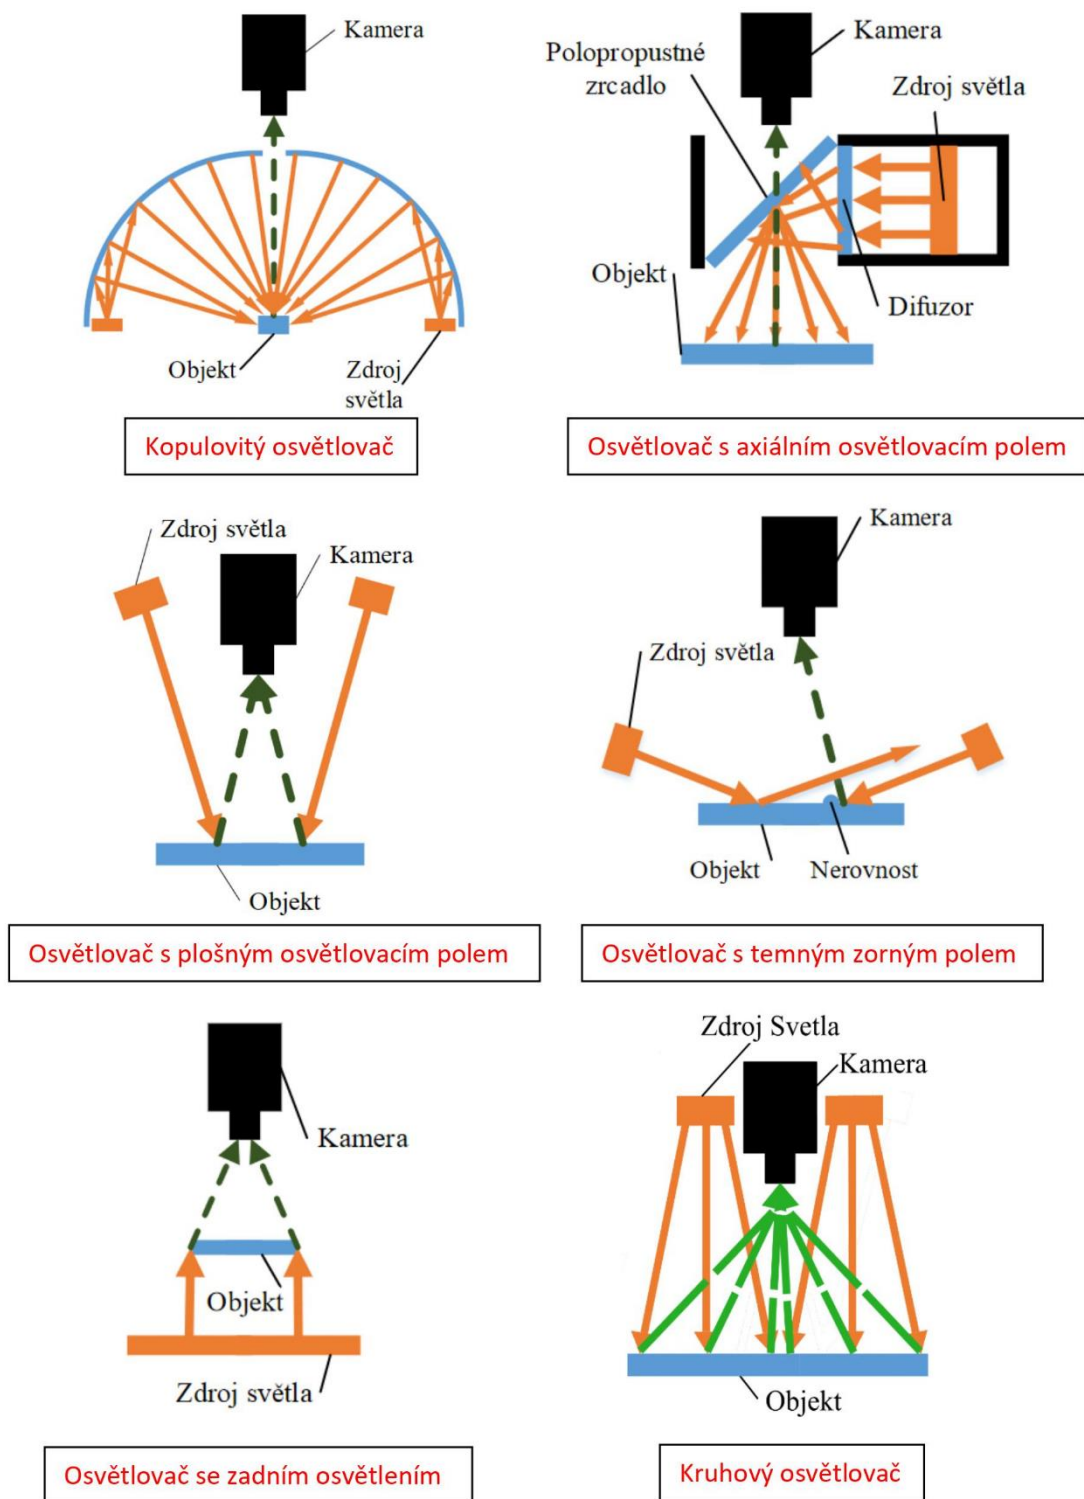 Kamera
Objekt
Zdroj
světla
Kopulovitý osvětlovač
Kamera
Polopropustné
zrcadlo
Zdroj světla
Objekt
Difuzor
Osvětlovač s axiálním osvětlovacím polem
Zdroj světla
Kamera
Objekt
Osvětlovač s plošným osvětlovacím polem
Kamera
Zdroj světla
Objekt
Nerovnost
Osvětlovač s temným zorným polem
Kamera
Objekt
Zdroj světla
Osvětlovač se zadním osvětlením
Zdroj Svetla
Kamera
Objekt
Kruhový osvětlovač